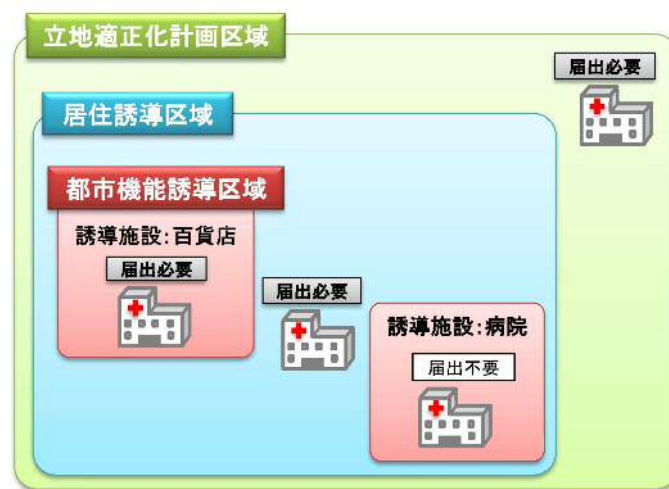 立地適正化計画区域
届出必要
居住誘導区域
都市機能誘導区域
誘導施設：百貨店
届出必要
届出必要
誘導施設：病院
届出不要